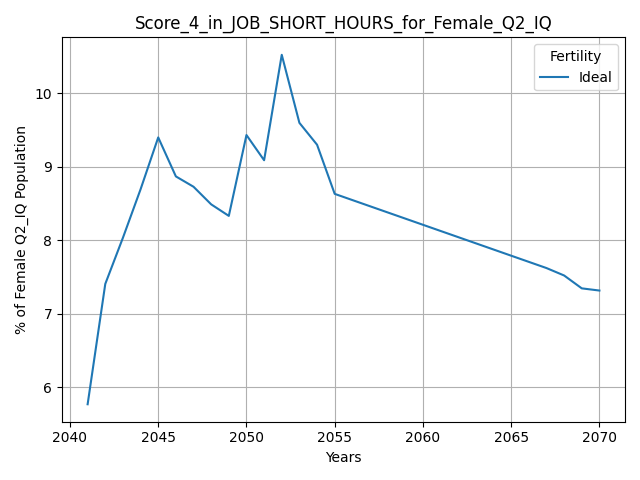 Score_4_in_JOB_SHORT_HOURS_for_Female_Q2_IQ
Fertility
Ideal
% of Female Q2_IQ Population
10
9
8
7
6
2040 2045 2050 2055 2060 2065 2070
Years